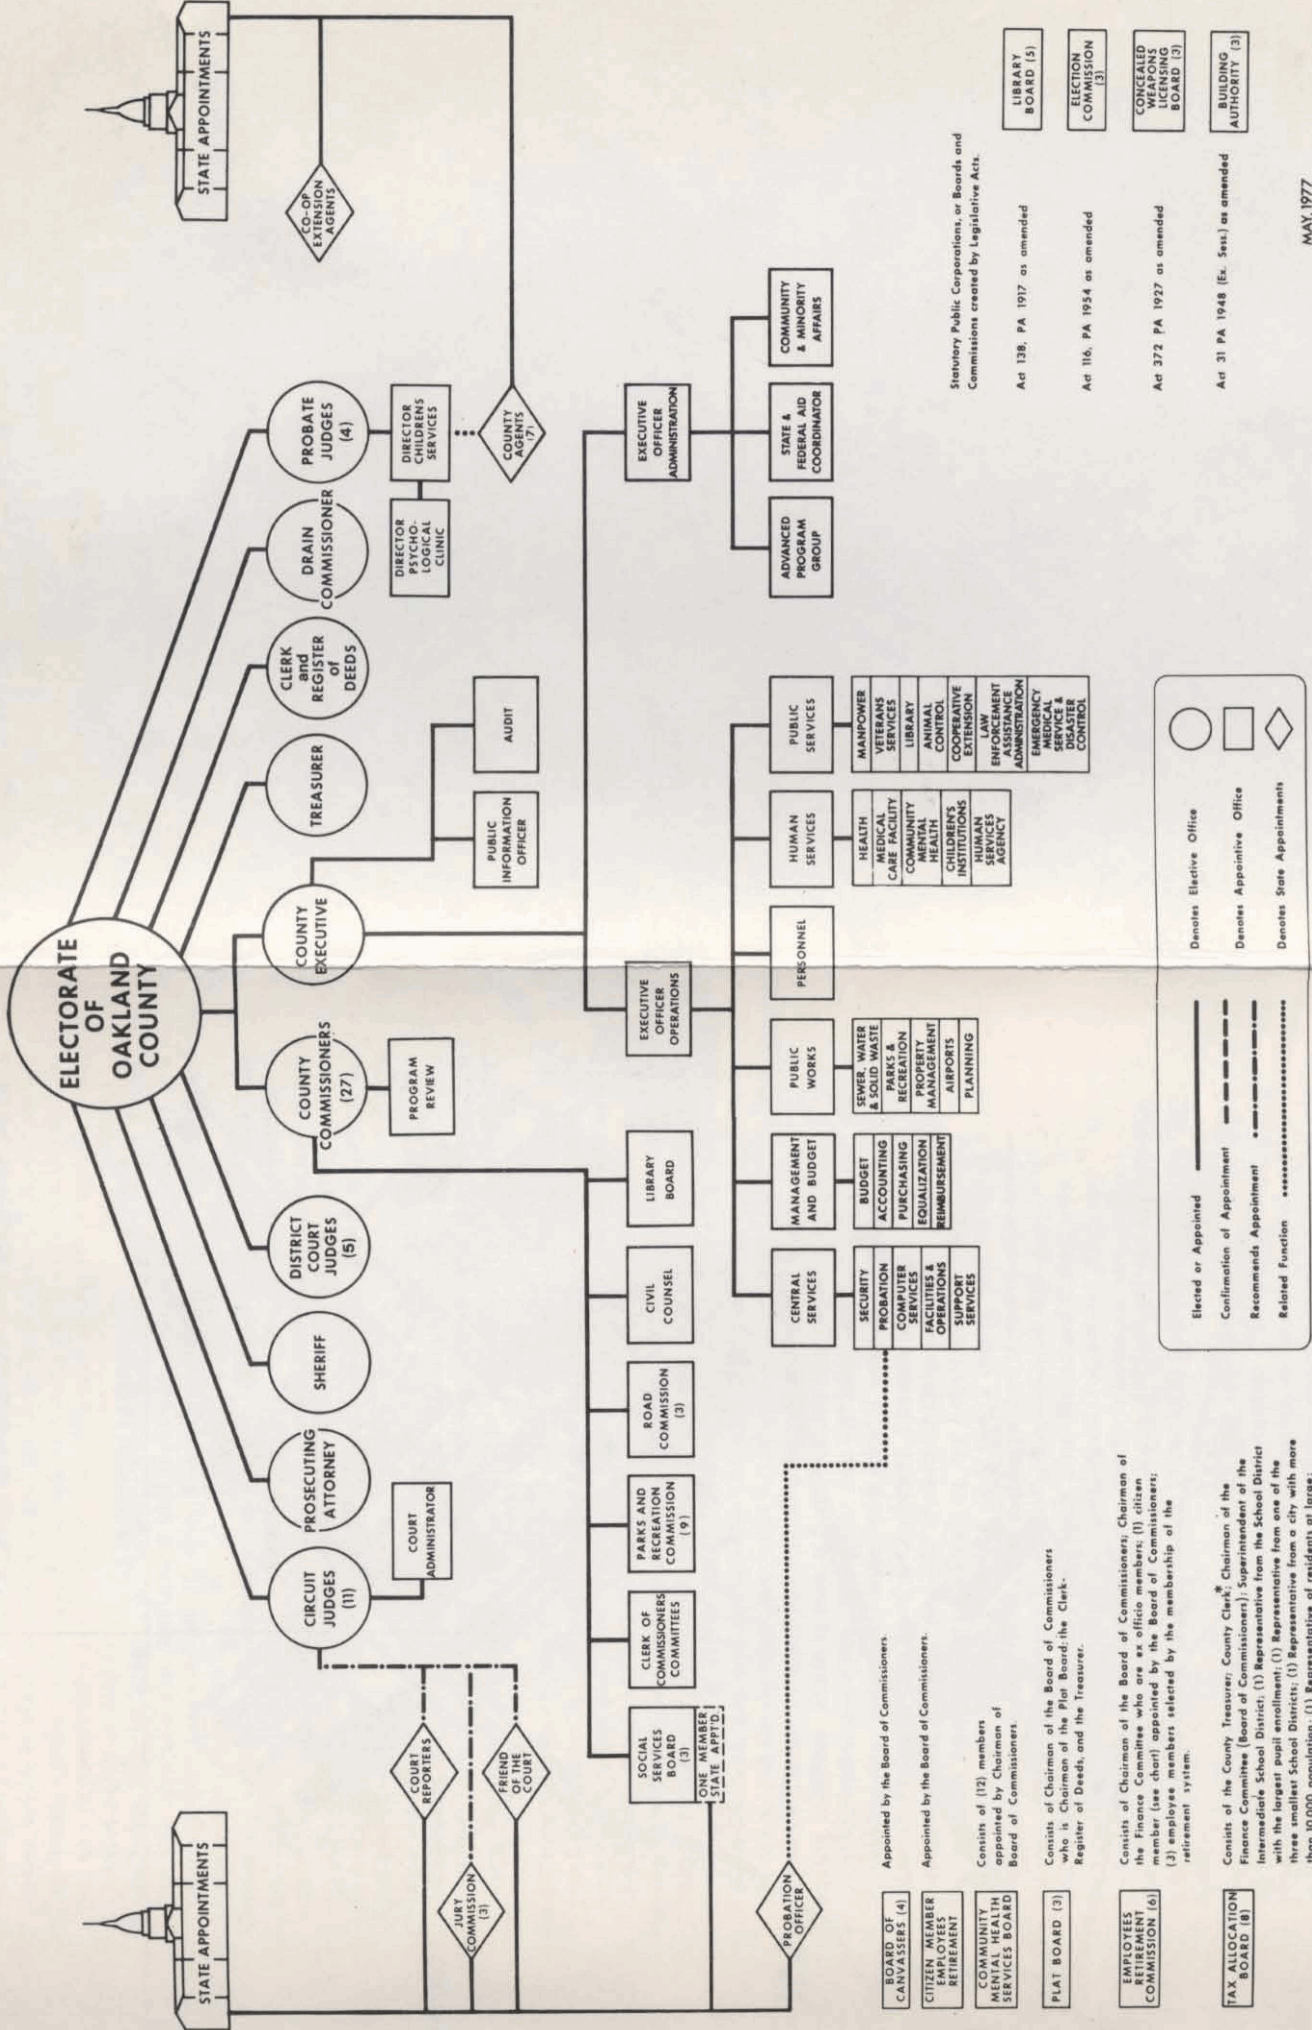 ELECTORATE
OF
OAKLAND
COUNTY
STATE APPOINTMENTS
STATE APPOINTMENTS
CIRCUIT
JUDGES
(11)
PROSECUTING
ATTORNEY
SHERIFF
DISTRICT
COURT
JUDGES
(5)
COUNTY
COMMISSIONERS
(27)
COUNTY
EXECUTIVE
TREASURER
CLERK
and
REGISTER
of
DEEDS
DRAIN
COMMISSIONER
PROBATE
JUDGES
(4)
CO-OP
EXTENSION
AGENTS
COURT
ADMINISTRATOR
PROGRAM
REVIEW
DIRECTOR
PSYCHO-
LOGICAL
CLINIC
DIRECTOR
CHILDRENS
SERVICES
COURT
REPORTERS
JURY
COMMISSION
(3)
FRIEND
OF THE
COURT
PUBLIC
INFORMATION
OFFICER
AUDIT
COUNTY
AGENTS
(7)
SOCIAL
SERVICES
BOARD
(3)
ONE MEMBER
STATE APPT'D.
CLERK OF
COMMISSIONERS
COMMITTEES
PARKS AND
RECREATION
COMMISSION
(9)
ROAD
COMMISSION
(3)
CIVIL
COUNSEL
LIBRARY
BOARD
EXECUTIVE
OFFICER
OPERATIONS
EXECUTIVE
OFFICER
ADMINISTRATION
PROBATION
OFFICER
CENTRAL
SERVICES
SECURITY
PROBATION
COMPUTER
SERVICES
FACILITIES &
OPERATIONS
SUPPORT
SERVICES
MANAGEMENT
AND BUDGET
BUDGET
ACCOUNTING
PURCHASING
EQUALIZATION
REIMBURSEMENT
PUBLIC
WORKS
SEWER, WATER
& SOLID WASTE
PARKS &
RECREATION
PROPERTY
MANAGEMENT
AIRPORTS
PLANNING
PERSONNEL
HUMAN
SERVICES
HEALTH
MEDICAL
CARE FACILITY
COMMUNITY
MENTAL
HEALTH
CHILDREN'S
INSTITUTIONS
HUMAN
SERVICES
AGENCY
PUBLIC
SERVICES
MANPOWER
VETERANS
SERVICES
LIBRARY
ANIMAL
CONTROL
COOPERATIVE
EXTENSION
LAW
ENFORCEMENT
ASSISTANCE
ADMINISTRATION
EMERGENCY
MEDICAL
SERVICE &
DISASTER
CONTROL
ADVANCED
PROGRAM
GROUP
STATE &
FEDERAL AID
COORDINATOR
COMMUNITY
& MINORITY
AFFAIRS
BOARD OF
CANVASSERS (4)
Appointed by the Board of Commissioners.
CITIZEN MEMBER
EMPLOYEES
RETIREMENT
Appointed by the Board of Commissioners.
COMMUNITY
MENTAL HEALTH
SERVICES BOARD
Consists of (12) members
appointed by Chairman of
Board of Commissioners.
PLAT BOARD (3)
Consists of Chairman of the Board of Commissioners
who is Chairman of the Plat Board; the Clerk-
Register of Deeds, and the Treasurer.
EMPLOYEES
RETIREMENT
COMMISSION (6)
Consists of Chairman of the Board of Commissioners; Chairman of
the Finance Committee who are ex officio members; (1) citizen
member (see chart) appointed by the Board of Commissioners;
(3) employee members selected by the membership of the
retirement system.
TAX ALLOCATION
BOARD (8)
Consists of the County Treasurer; County Clerk;* Chairman of the
Finance Committee (Board of Commissioners); Superintendent of the
Intermediate School District; (1) Representative from the School District
with the largest pupil enrollment; (1) Representative from one of the
three smallest School Districts; (1) Representative from a city with more
than 10,000 population; (1) Representative of residents at large;
Elected or Appointed
Confirmation of Appointment
Recommends Appointment
Related Function
Denotes Elective Office
Denotes Appointive Office
Denotes State Appointments
Statutory Public Corporations, or Boards and
Commissions created by Legislative Acts.
Act 138, PA 1917 as amended
LIBRARY
BOARD (5)
Act 116, PA 1954 as amended
ELECTION
COMMISSION
(3)
Act 372 PA 1927 as amended
CONCEALED
WEAPONS
LICENSING
BOARD (3)
Act 31 PA 1948 (Ex. Sess.) as amended
BUILDING
AUTHORITY (3)
MAY, 1977